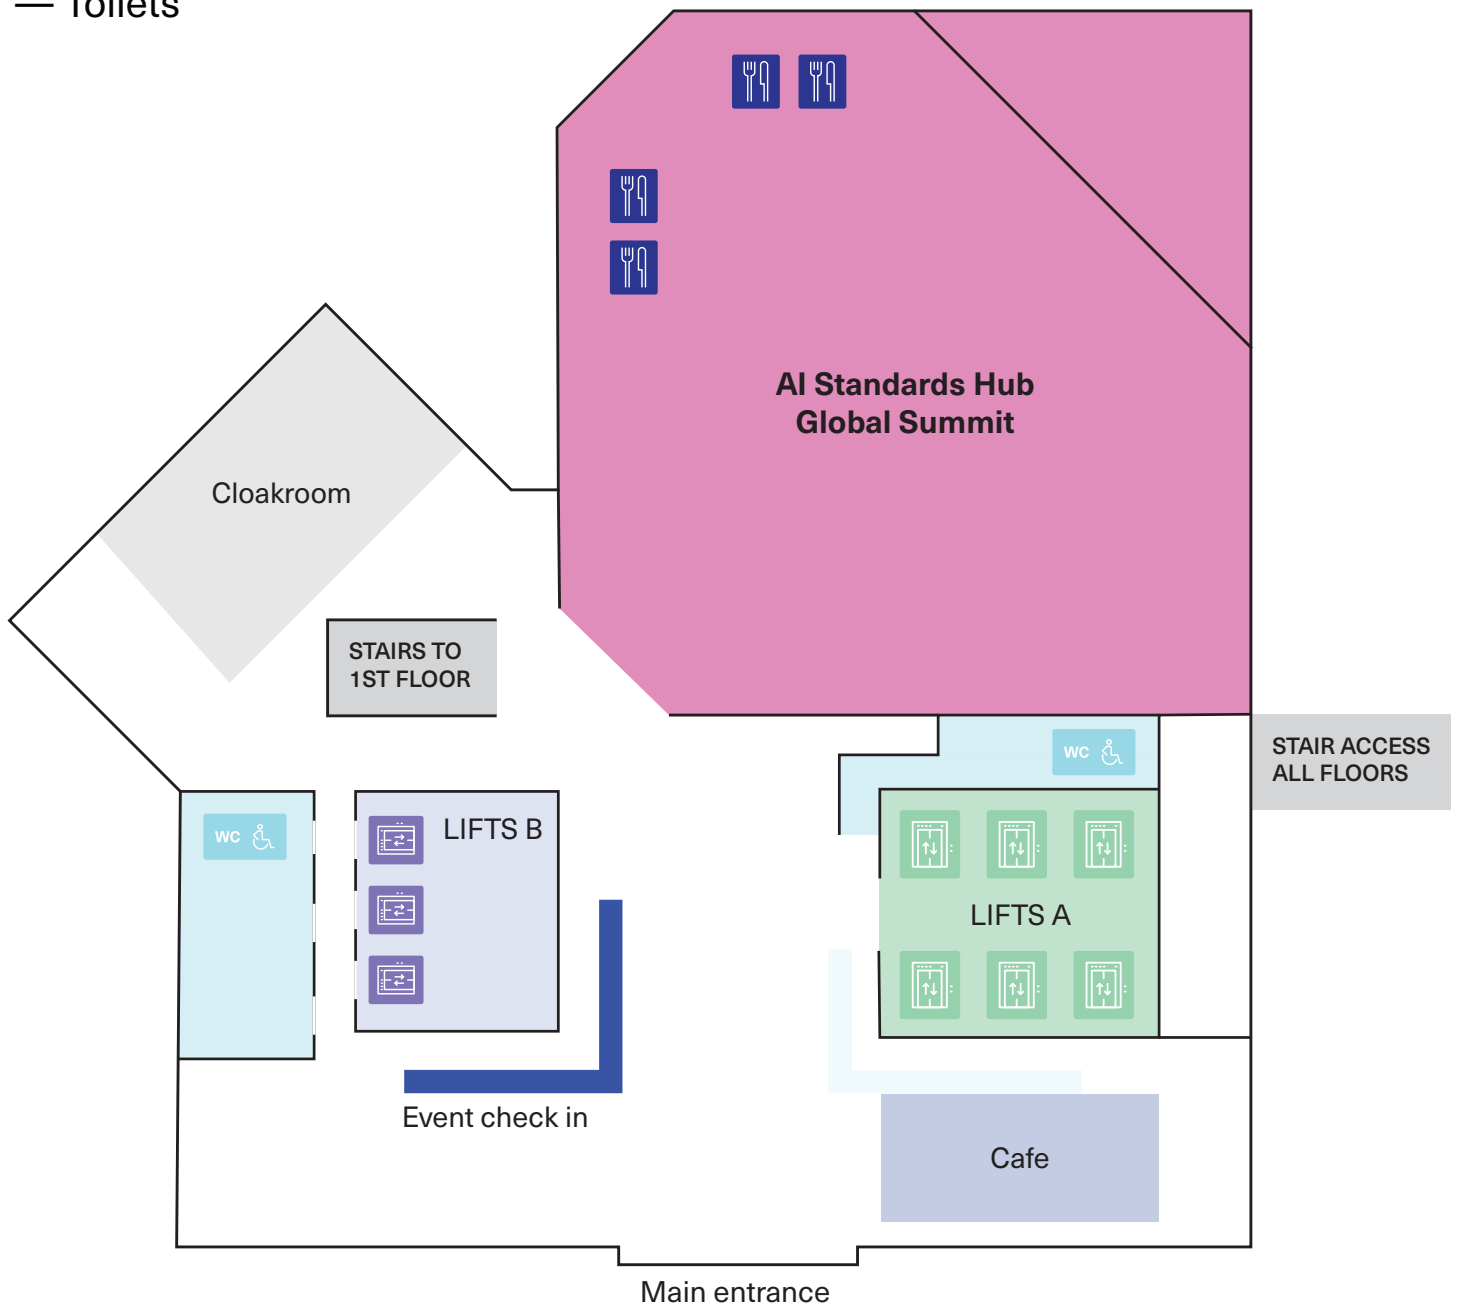 — Toilets
AI Standards Hub
Global Summit
Cloakroom
STAIRS TO
1ST FLOOR
STAIR ACCESS
ALL FLOORS
WC
WC
LIFTS B
LIFTS A
Event check in
Cafe
Main entrance